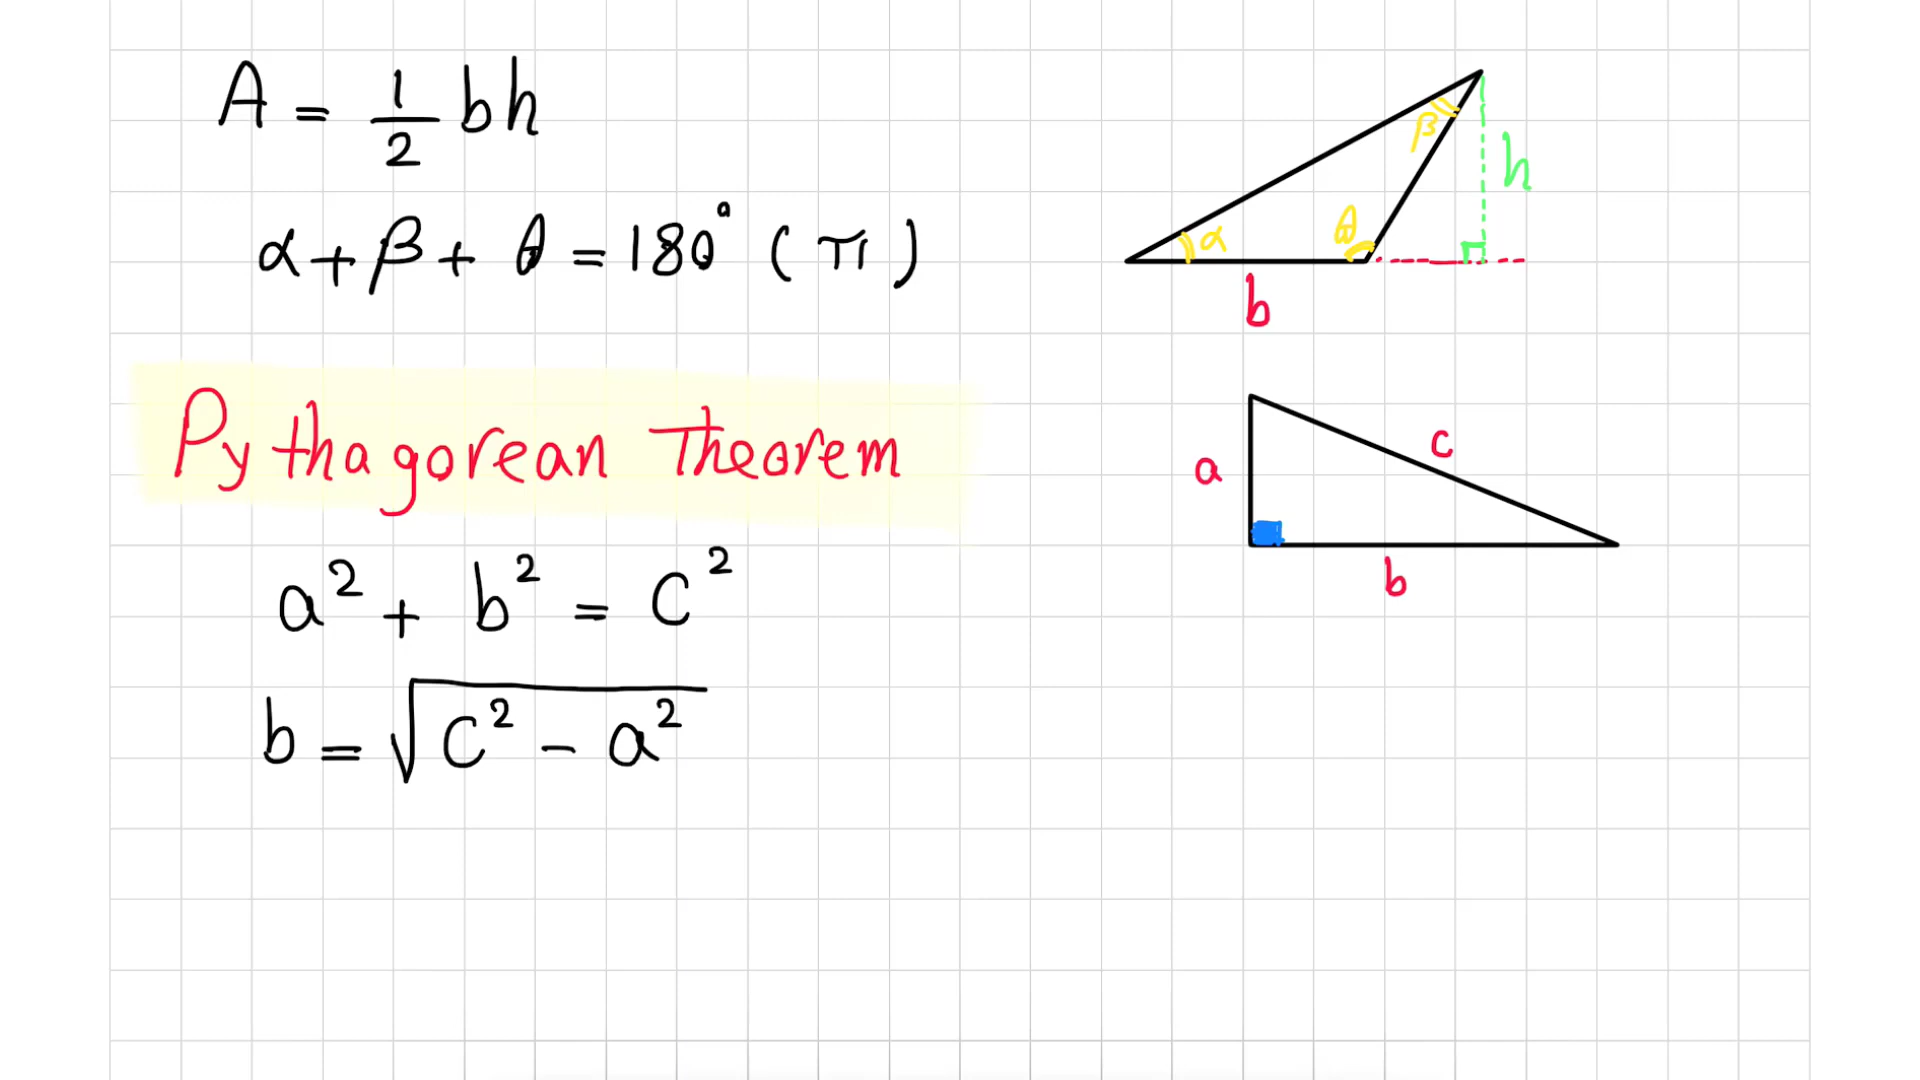 A = 1/2 bh
α + β + θ = 180° (π)
β
h
α
θ
b
Pythagorean Theorem
a² + b² = c²
b = √(c² − a²)
c
a
b